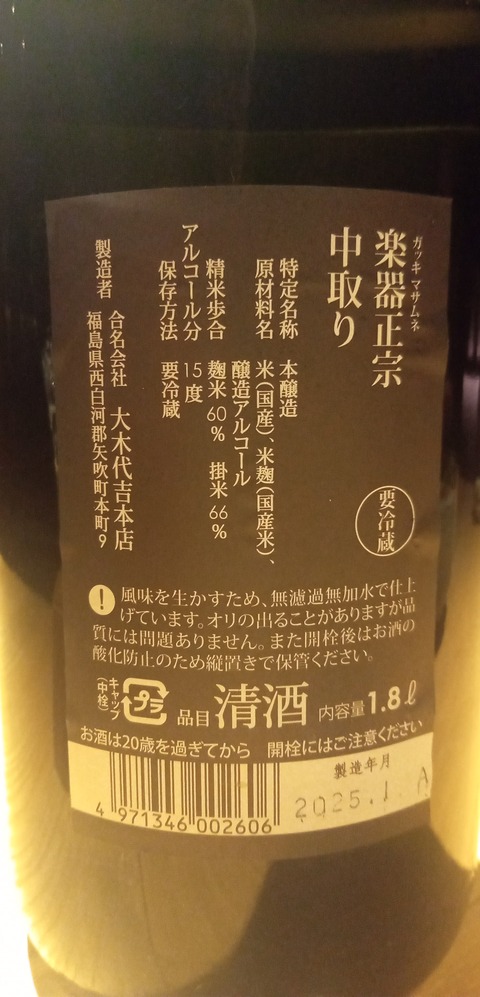 ガッキ マサムネ
楽器正宗
中取り
要冷蔵
特定名称 本醸造
原材料名 米(国産)、米麹(国産米)、
醸造アルコール
精米歩合 麹米60% 掛米66%
アルコール分 15度
保存方法 要冷蔵
製造者 合名会社 大木代吉本店
福島県西白河郡矢吹町本町9
! 風味を生かすため、無濾過無加水で仕上
げています。オリの出ることがありますが品
質には問題ありません。また開栓後はお酒の
酸化防止のため縦置きで保管ください。
キャップ
(中栓)
プラ
品目 清酒 内容量1.8ℓ
お酒は20歳を過ぎてから 開栓にはご注意ください
製造年月
2025.1 A
4 971346 002606